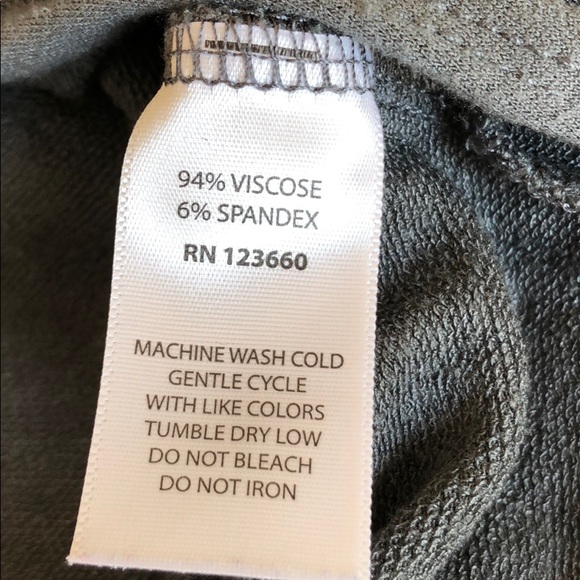 94% VISCOSE
6% SPANDEX
RN 123660
MACHINE WASH COLD
GENTLE CYCLE
WITH LIKE COLORS
TUMBLE DRY LOW
DO NOT BLEACH
DO NOT IRON